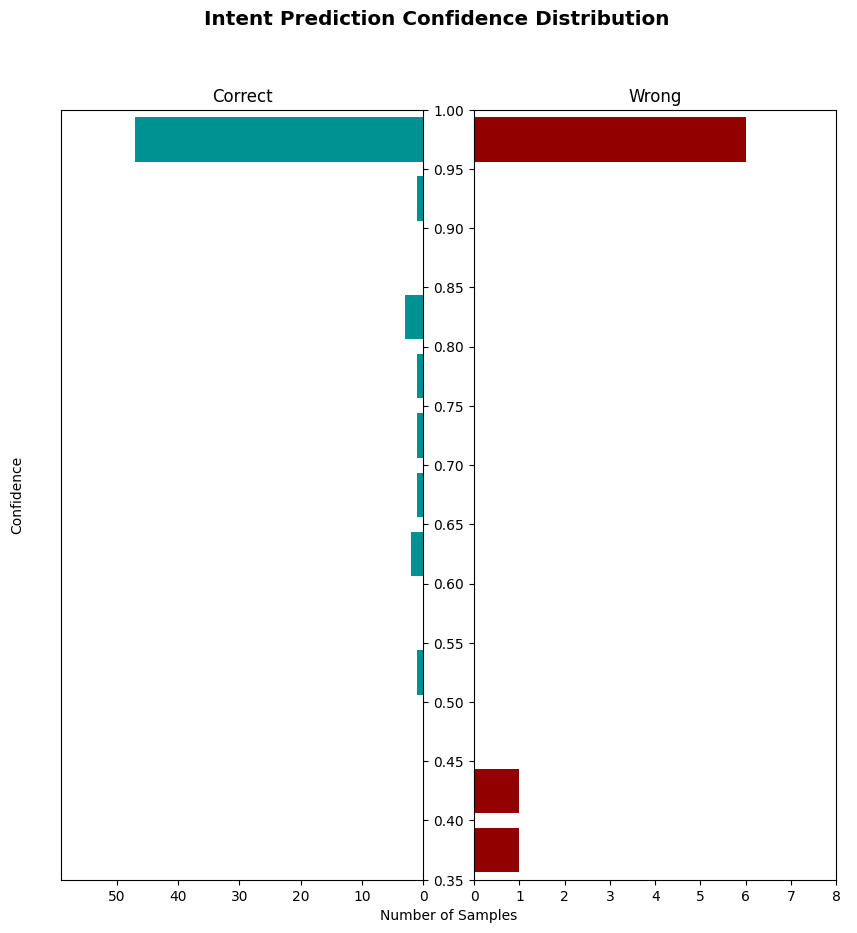 Intent Prediction Confidence Distribution
Correct
Wrong
1.00
0.95
0.90
0.85
0.80
0.75
0.70
0.65
0.60
0.55
0.50
0.45
0.40
0.35
Confidence
50 40 30 20 10 0
0 1 2 3 4 5 6 7 8
Number of Samples